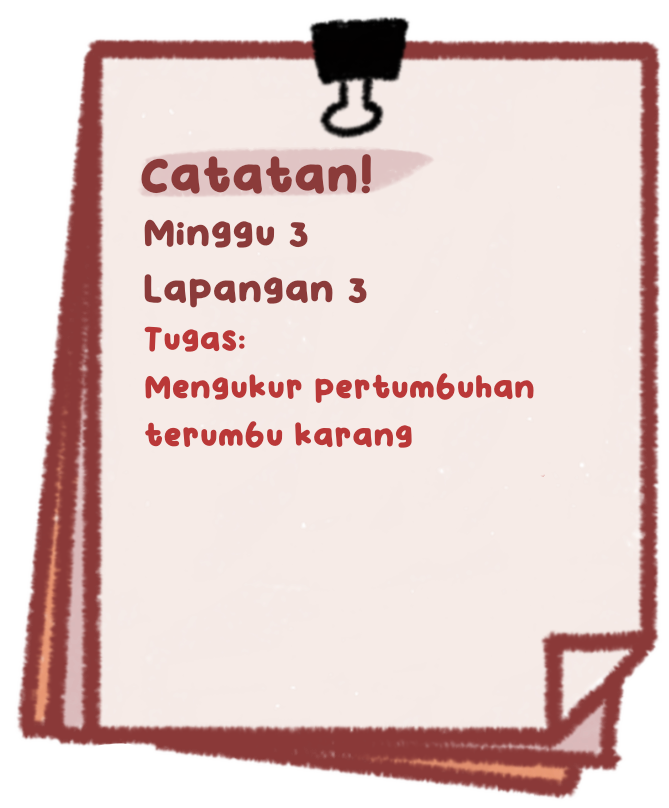 Catatan!
Minggu 3
Lapangan 3
Tugas:
Mengukur pertumbuhan
terumbu karang